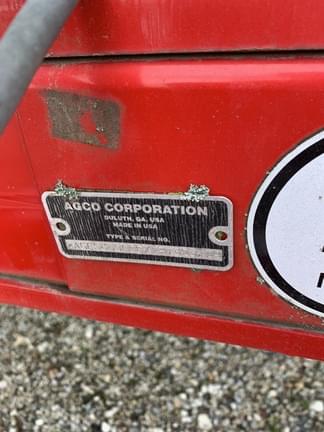 AGCO CORPORATION
DULUTH, GA. USA
MADE IN USA
TYPE & SERIAL NO.